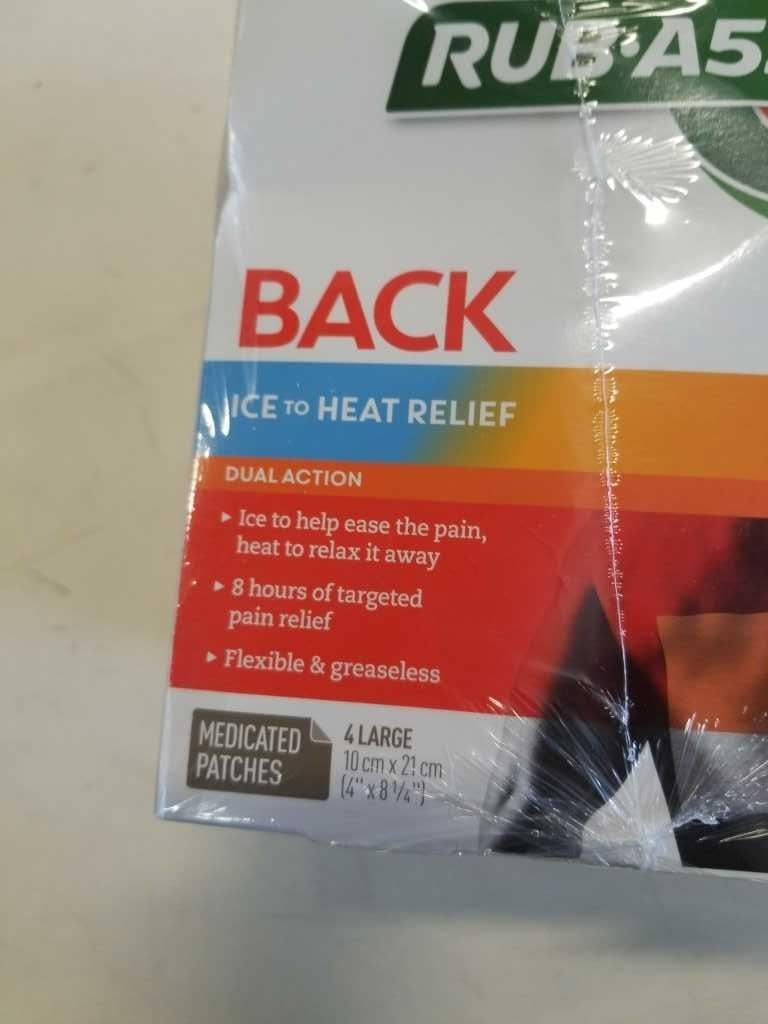 RUB·A5
BACK
ICE TO HEAT RELIEF
DUAL ACTION
▸ Ice to help ease the pain,
heat to relax it away
▸ 8 hours of targeted
pain relief
▸ Flexible & greaseless
MEDICATED
PATCHES
4 LARGE
10 cm x 21 cm
(4" x 8 1/4")